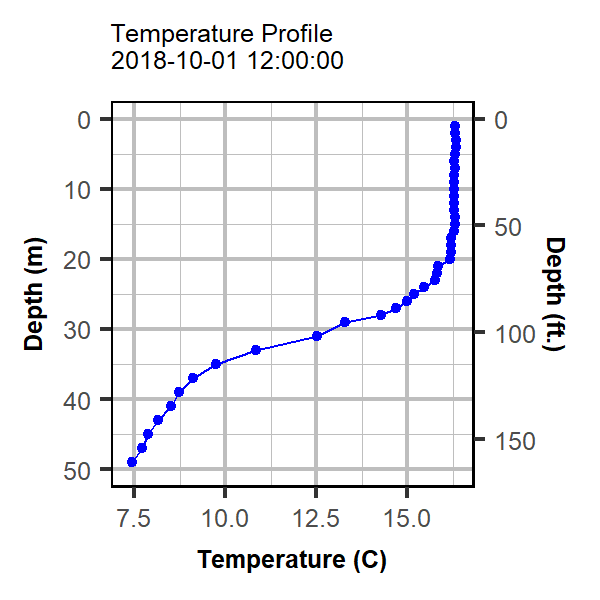 Temperature Profile
2018-10-01 12:00:00
0
10
20
30
40
50
Depth (m)
0
50
100
150
Depth (ft.)
7.5 10.0 12.5 15.0
Temperature (C)